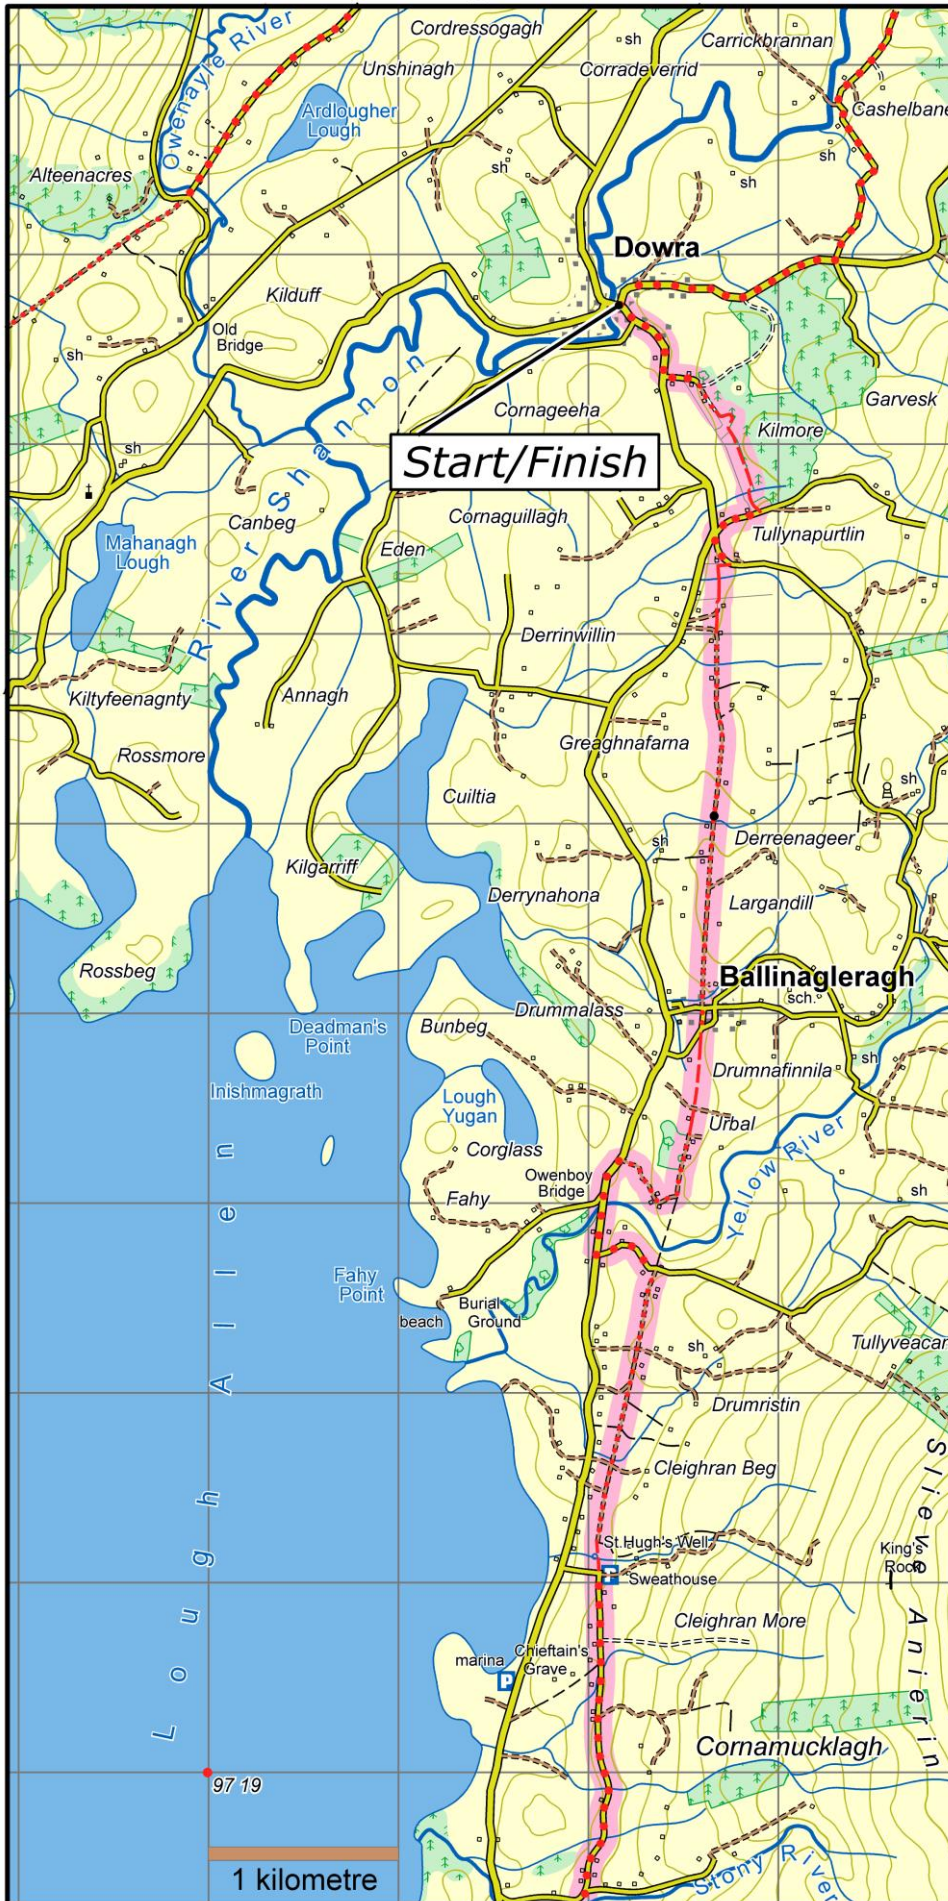 Cordressogagh
sh
Carrickbrannan
Owenayle River
Unshinagh
Corradeverrid
Ardlougher
Lough
Cashelbane
Alteenacres
sh
sh
sh
Dowra
Kilduff
Old
Bridge
sh
Cornageeha
Garvesk
Start/Finish
Kilmore
sh
River Shannon
Canbeg
Cornaguillagh
Tullynapurtlin
Mahanagh
Lough
Eden
Derrinwillin
Kiltyfeenagnty
Annagh
Rossmore
Greaghnafarna
sh
Cuiltia
sh
Derreenageer
Kilgarriff
Derrynahona
Largandill
Rossbeg
Ballinagleragh
sch.
Drummalass
Deadman's
Point
Bunbeg
sh
Drumnafinnila
Inishmagrath
Lough
Yugan
Urbal
Yellow River
Corglass
Owenboy
Bridge
Fahy
sh
Fahy
Point
Burial
Ground
beach
sh
Tullyveacan
Drumristin
Cleighran Beg
Slieve Anierin
St.Hugh's Well
King's
Rock
P
Sweathouse
Lough Allen
Cleighran More
marina
Chieftain's
Grave
P
Cornamucklagh
97 19
1 kilometre
Stony River